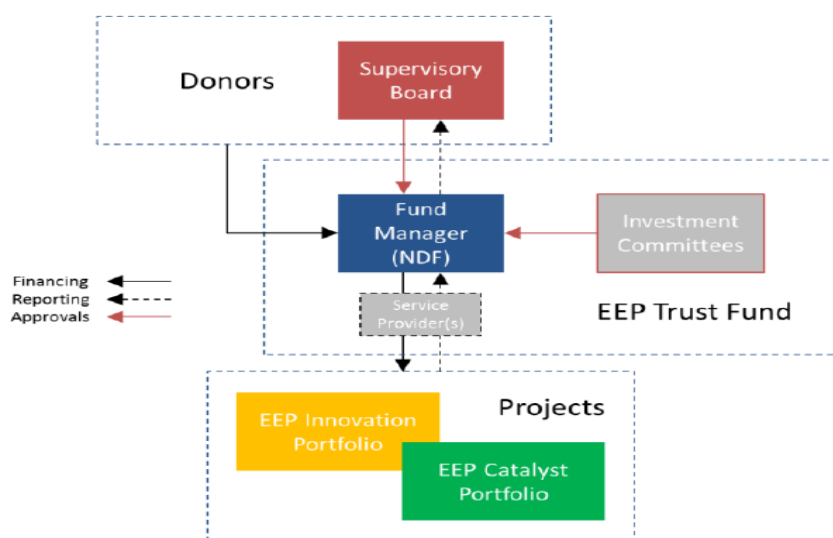 Donors
Supervisory
Board
Fund
Manager
(NDF)
Investment
Committees
Financing
Reporting
Approvals
Service
Provider(s)
EEP Trust Fund
Projects
EEP Innovation
Portfolio
EEP Catalyst
Portfolio